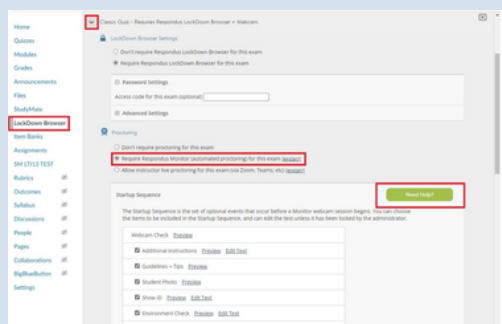 Home
Quizzes
Modules
Grades
Announcements
Files
StudyMate
LockDown Browser
Item Banks
Assignments
SM LTI13 TEST
Rubrics
Outcomes
Syllabus
Discussions
People
Pages
Collaborations
BigBlueButton
Settings
Classic Quiz - Requires Respondus LockDown Browser + Webcam
LockDown Browser Settings
Don't require Respondus LockDown Browser for this exam
Require Respondus LockDown Browser for this exam
Password Settings
Access code for this exam (optional)
Advanced Settings
Proctoring
Don't require proctoring for this exam
Require Respondus Monitor (automated proctoring) for this exam [explain]
Allow instructor live proctoring for this exam (via Zoom, Teams, etc) [explain]
Startup Sequence
Need Help?
The Startup Sequence is the set of optional events that occur before a Monitor webcam session begins. You can choose
the items to be included in the Startup Sequence, and can edit the text unless it has been locked by the administrator.
Webcam Check Preview
Additional Instructions Preview Edit Text
Guidelines + Tips Preview
Student Photo Preview
Show ID Preview Edit Text
Environment Check Preview Edit Text